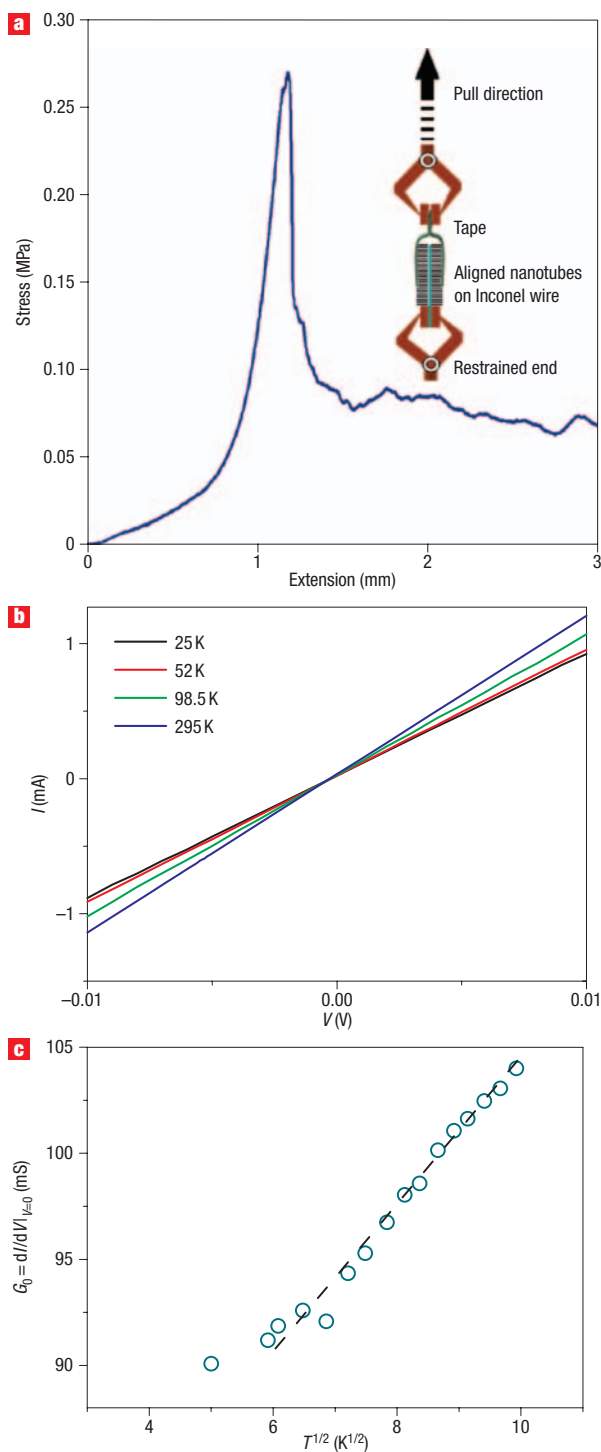 a
0.30
0.25
0.20
0.15
0.10
0.05
0
Stress (MPa)
Pull direction
Tape
Aligned nanotubes
on Inconel wire
Restrained end
0 1 2 3
Extension (mm)
b
25 K
52 K
98.5 K
295 K
1
0
–1
I (mA)
–0.01 0.00 0.01
V (V)
c
105
100
95
90
G0 = dI/dV|V=0 (mS)
4 6 8 10
T1/2 (K1/2)